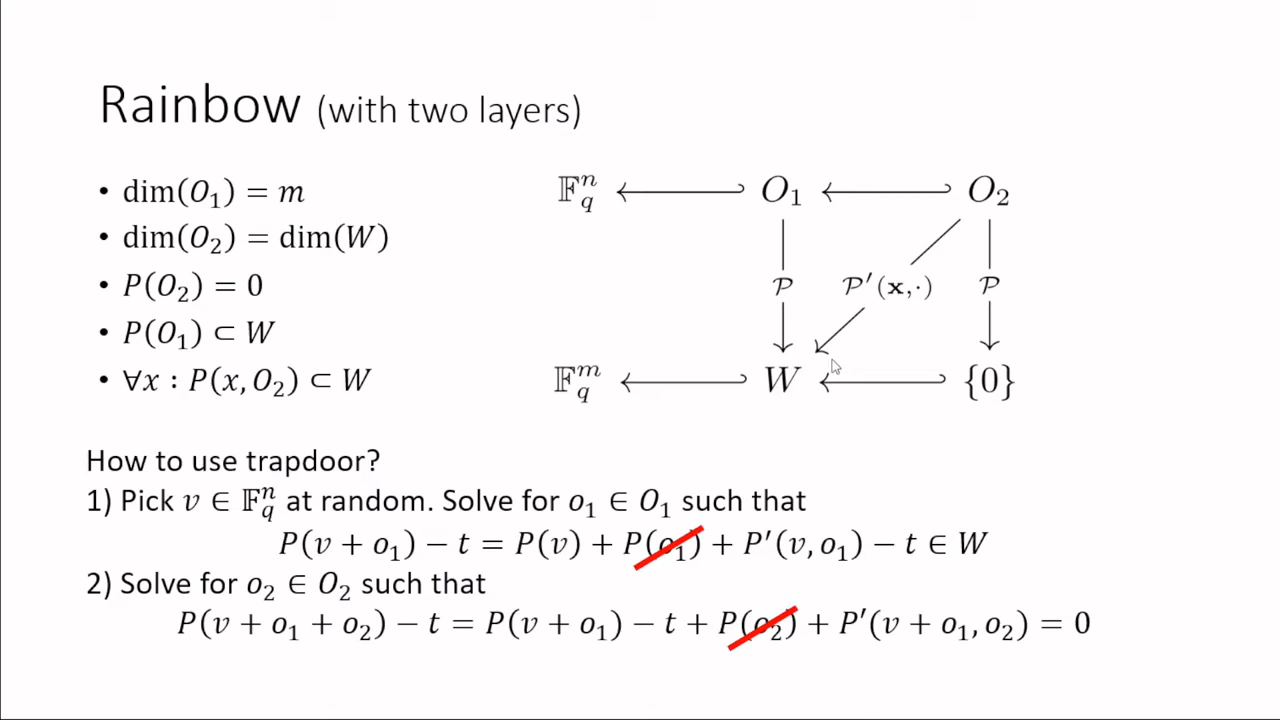 Rainbow (with two layers)
• dim(O₁) = m
• dim(O₂) = dim(W)
• P(O₂) = 0
• P(O₁) ⊂ W
• ∀x : P(x, O₂) ⊂ W
𝔽_q^n O₁ O₂
𝒫 𝒫′(𝐱,·) 𝒫
𝔽_q^m W {0}
How to use trapdoor?
1) Pick v ∈ 𝔽_q^n at random. Solve for o₁ ∈ O₁ such that
P(v + o₁) − t = P(v) + P(o₁) + P′(v, o₁) − t ∈ W
2) Solve for o₂ ∈ O₂ such that
P(v + o₁ + o₂) − t = P(v + o₁) − t + P(o₂) + P′(v + o₁, o₂) = 0